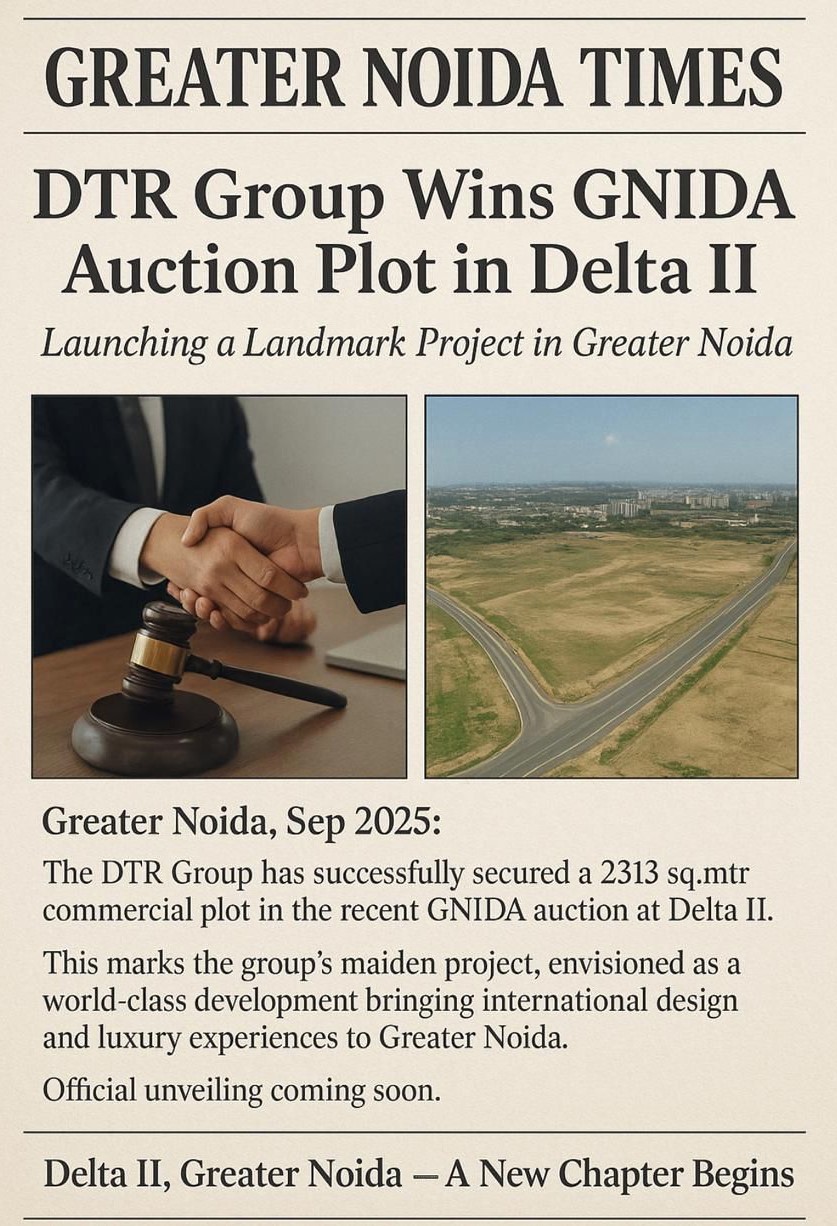 GREATER NOIDA TIMES
DTR Group Wins GNIDA
Auction Plot in Delta II
Launching a Landmark Project in Greater Noida
Greater Noida, Sep 2025:
The DTR Group has successfully secured a 2313 sq.mtr
commercial plot in the recent GNIDA auction at Delta II.
This marks the group’s maiden project, envisioned as a
world-class development bringing international design
and luxury experiences to Greater Noida.
Official unveiling coming soon.
Delta II, Greater Noida — A New Chapter Begins